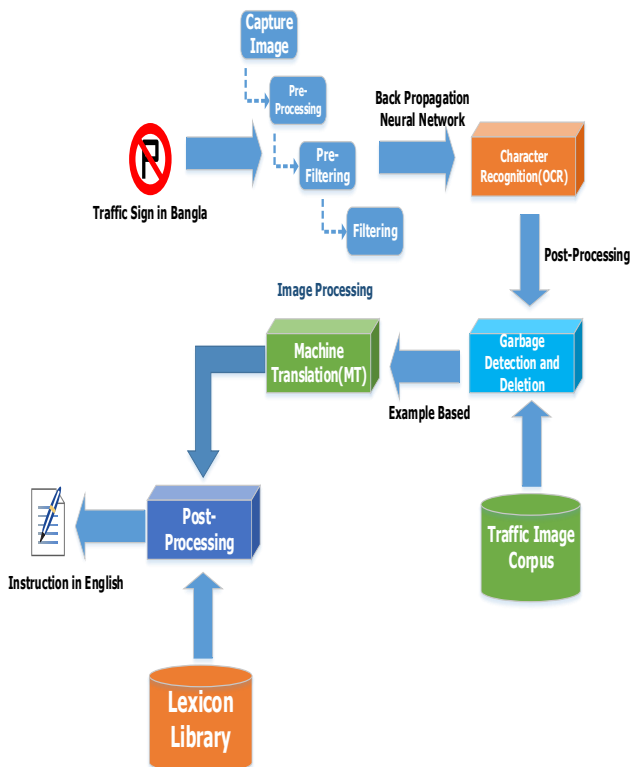 Capture
Image
Pre-
Processing
Pre-
Filtering
Filtering
Image Processing
P
Traffic Sign in Bangla
Back Propagation
Neural Network
Character
Recognition(OCR)
Post-Processing
Garbage
Detection and
Deletion
Traffic Image
Corpus
Example Based
Machine
Translation(MT)
Post-
Processing
Lexicon
Library
Instruction in English